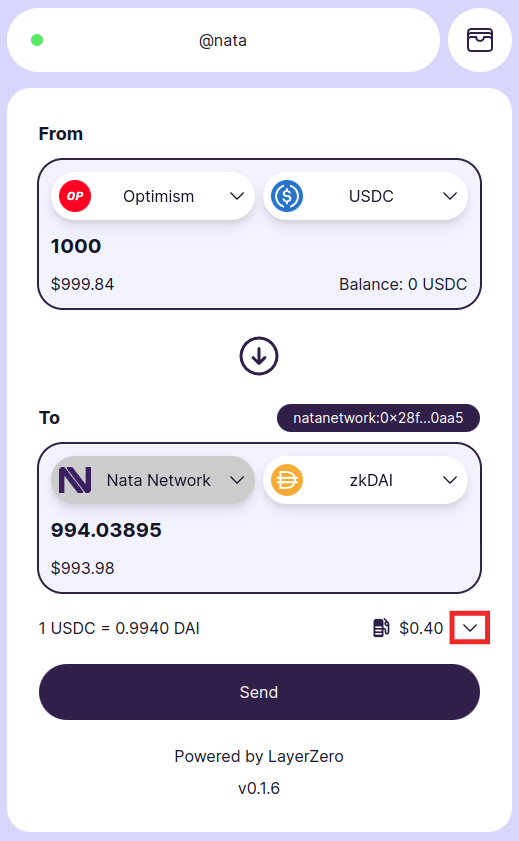 @nata
From
OP Optimism USDC
1000
$999.84 Balance: 0 USDC
To natanetwork:0×28f...0aa5
Nata Network zkDAI
994.03895
$993.98
1 USDC = 0.9940 DAI $0.40
Send
Powered by LayerZero
v0.1.6